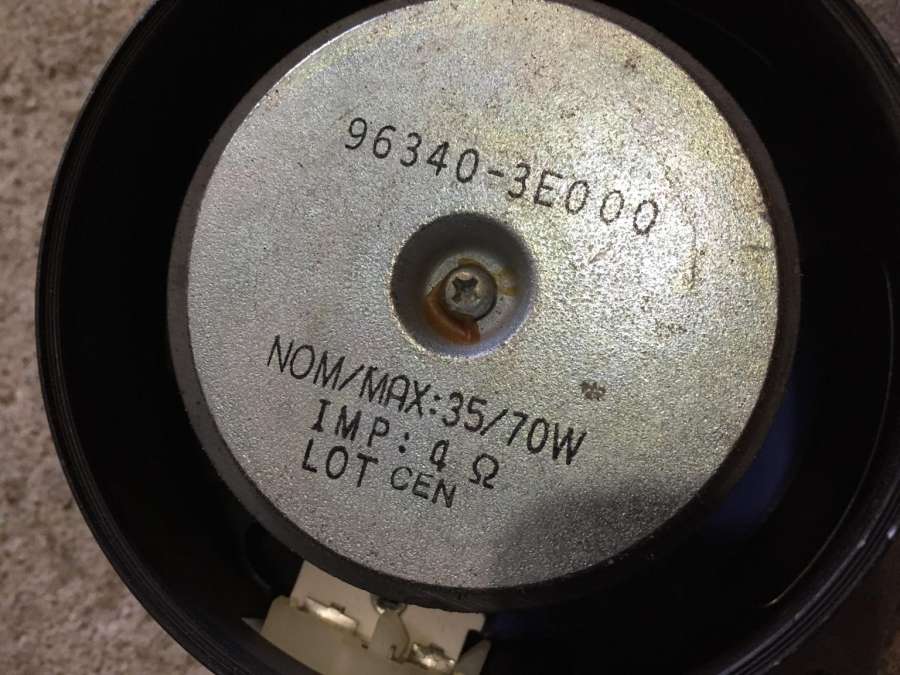 96340-3E000
NOM/MAX:35/70W
IMP: 4 Ω
LOT CEN